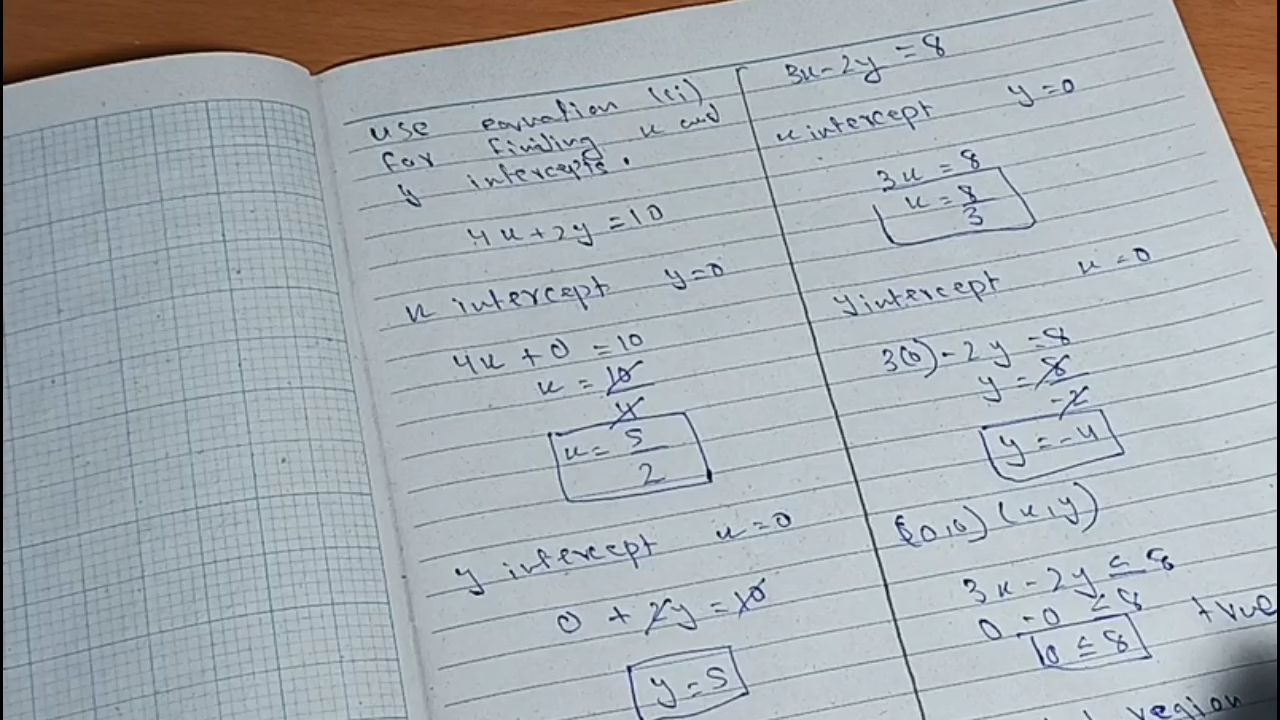 use equation (ii)
for finding x and
y intercepts.
4x+2y=10
x intercept y=0
4x + 0 = 10
x = 10/4
x = 5/2
y intercept x=0
0 + 2y = 10
y = 5
3x-2y = 8
x intercept y=0
3x = 8
x = 8/3
y intercept x=0
3(0)-2y = 8
y = 8/-2
y = -4
(0,0) (x,y)
3x-2y ≤ 8
0-0 ≤ 8
0 ≤ 8 true
region